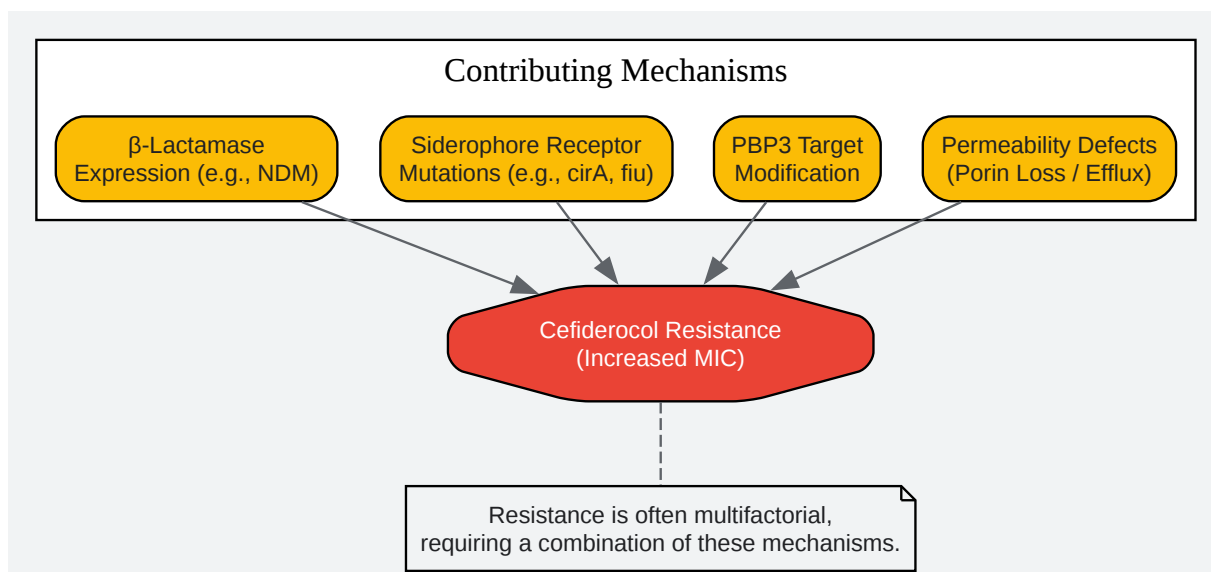 Contributing Mechanisms
β-Lactamase
Expression (e.g., NDM)
Siderophore Receptor
Mutations (e.g., cirA, fiu)
PBP3 Target
Modification
Permeability Defects
(Porin Loss / Efflux)
Cefiderocol Resistance
(Increased MIC)
Resistance is often multifactorial,
requiring a combination of these mechanisms.